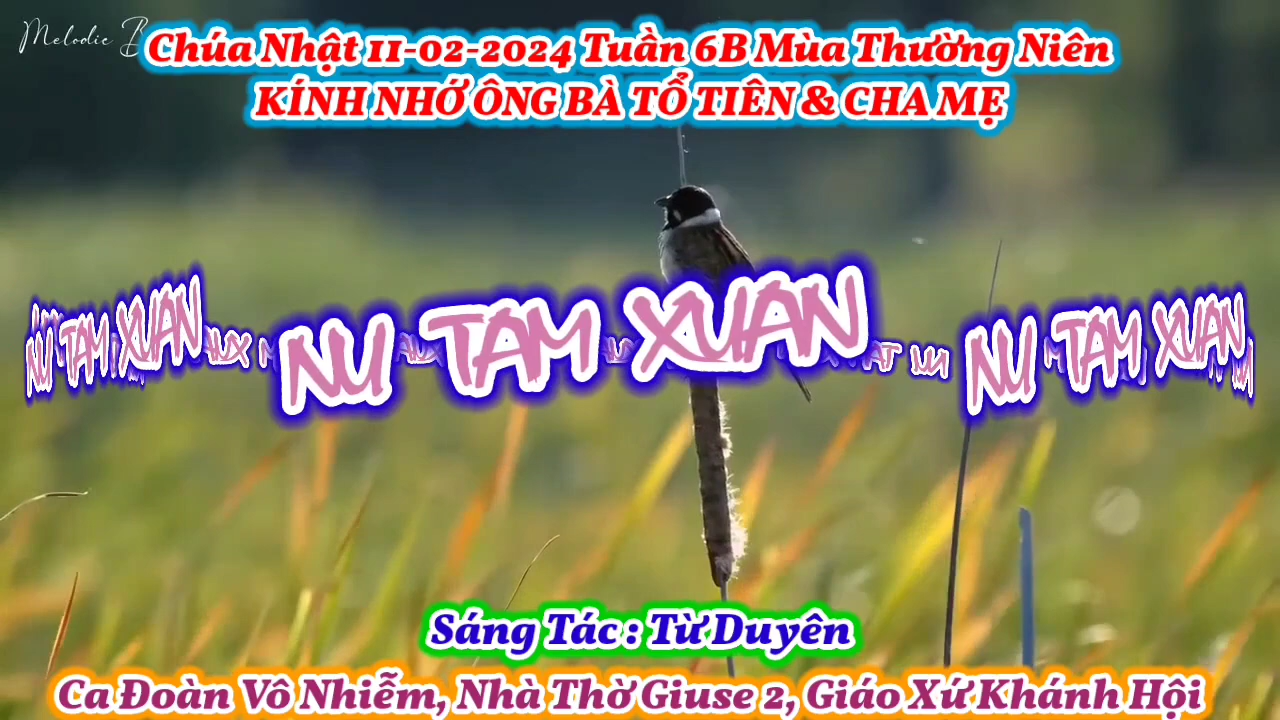 Melodic B
Chúa Nhật 11-02-2024 Tuần 6B Mùa Thường Niên
KÍNH NHỚ ÔNG BÀ TỔ TIÊN & CHA MẸ
NU TAM XUAN
NU TAM XUAN
NU TAM XUAN
Sáng Tác : Từ Duyên
Ca Đoàn Vô Nhiễm, Nhà Thờ Giuse 2, Giáo Xứ Khánh Hội